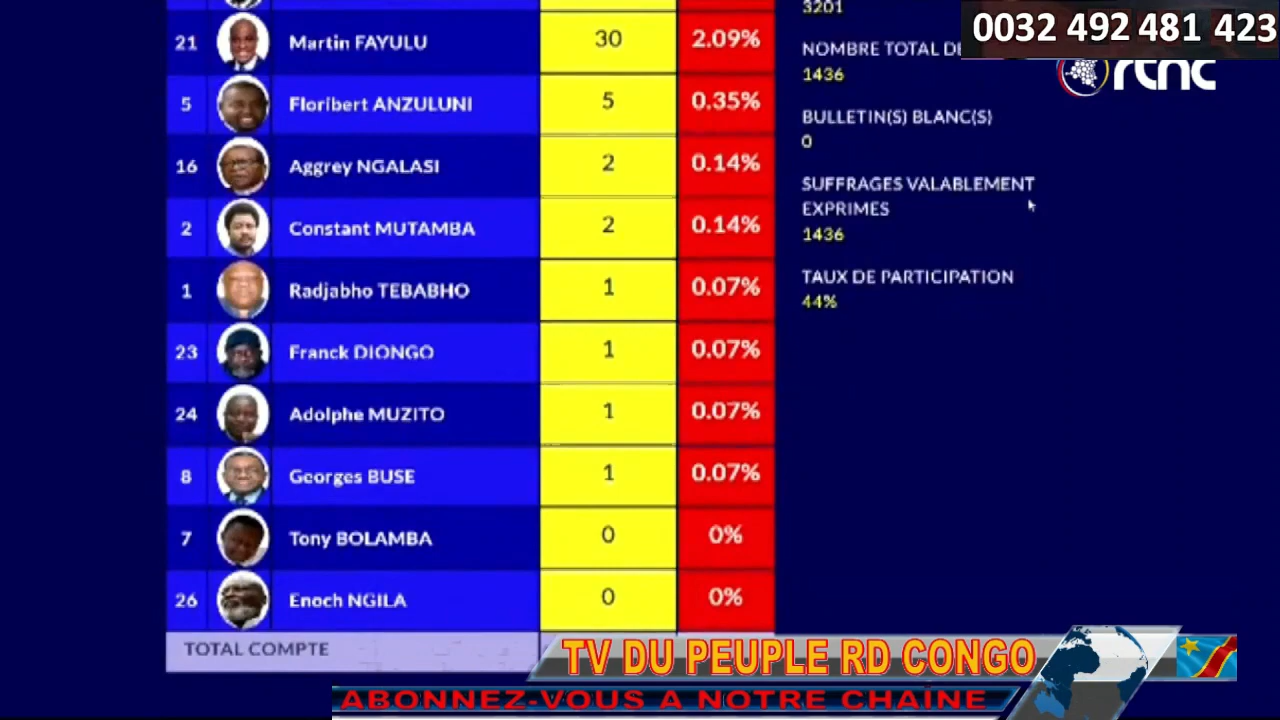 21 Martin FAYULU 30 2.09%
5 Floribert ANZULUNI 5 0.35%
16 Aggrey NGALASI 2 0.14%
2 Constant MUTAMBA 2 0.14%
1 Radjabho TEBABHO 1 0.07%
23 Franck DIONGO 1 0.07%
24 Adolphe MUZITO 1 0.07%
8 Georges BUSE 1 0.07%
7 Tony BOLAMBA 0 0%
26 Enoch NGILA 0 0%
TOTAL COMPTE
3201
NOMBRE TOTAL DE
1436
BULLETIN(S) BLANC(S)
0
SUFFRAGES VALABLEMENT
EXPRIMES
1436
TAUX DE PARTICIPATION
44%
0032 492 481 423
rtnc
TV DU PEUPLE RD CONGO
ABONNEZ-VOUS A NOTRE CHAINE